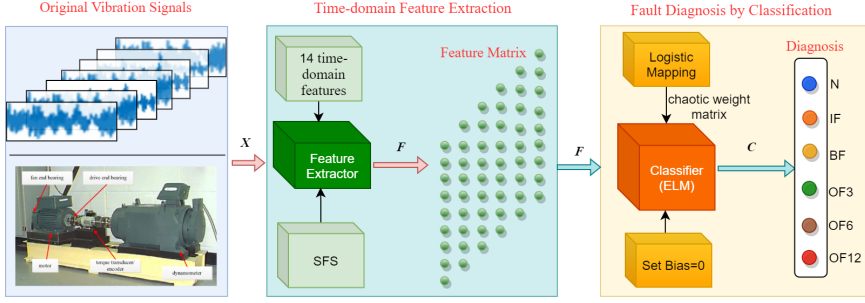 Original Vibration Signals
fan end bearing
drive end bearing
motor
torque transducer/
encoder
dynamometer
X
Time-domain Feature Extraction
14 time-
domain
features
Feature
Extractor
SFS
F
Feature Matrix
F
Fault Diagnosis by Classification
Logistic
Mapping
chaotic weight
matrix
Classifier
(ELM)
Set Bias=0
C
Diagnosis
N
IF
BF
OF3
OF6
OF12